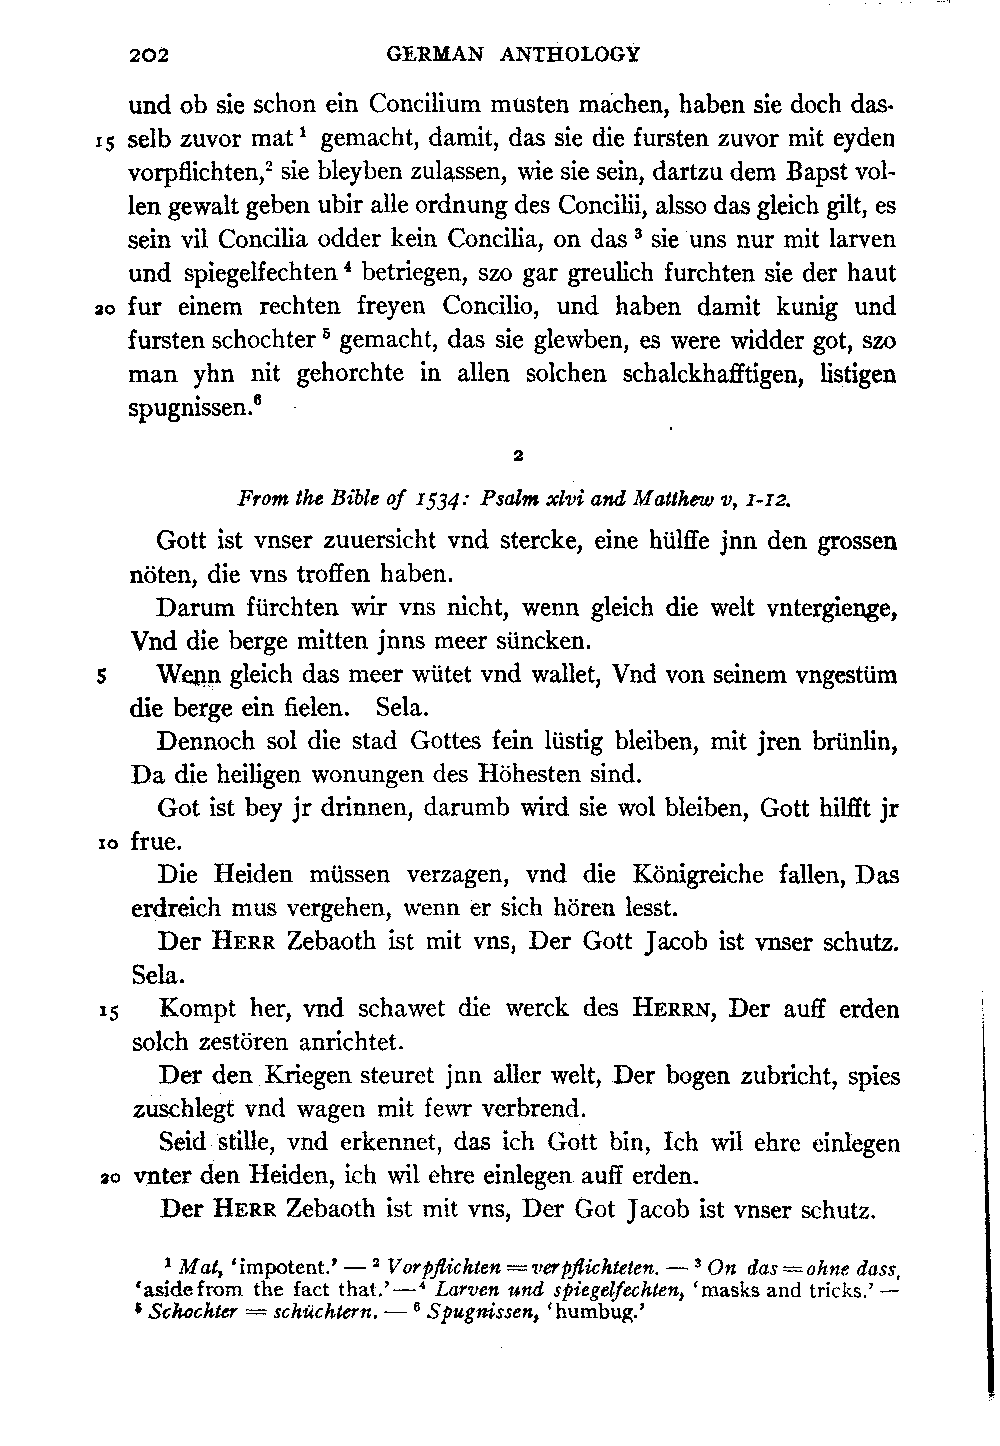 202 GERMAN ANTHOLOGY
und ob sie schon ein Concilium musten machen, haben sie doch das-
15 selb zuvor mat ¹ gemacht, damit, das sie die fursten zuvor mit eyden
vorpflichten,² sie bleyben zulassen, wie sie sein, dartzu dem Bapst vol-
len gewalt geben ubir alle ordnung des Concilii, alsso das gleich gilt, es
sein vil Concilia odder kein Concilia, on das ³ sie uns nur mit larven
und spiegelfechten ⁴ betriegen, szo gar greulich furchten sie der haut
20 fur einem rechten freyen Concilio, und haben damit kunig und
fursten schochter ⁵ gemacht, das sie glewben, es were widder got, szo
man yhn nit gehorchte in allen solchen schalckhafftigen, listigen
spugnissen.⁶
2
From the Bible of 1534: Psalm xlvi and Matthew v, 1-12.
Gott ist vnser zuuersicht vnd stercke, eine hülffe jnn den grossen
nöten, die vns troffen haben.
Darum fürchten wir vns nicht, wenn gleich die welt vntergienge,
Vnd die berge mitten jnns meer süncken.
5 Wenn gleich das meer wütet vnd wallet, Vnd von seinem vngestüm
die berge ein fielen. Sela.
Dennoch sol die stad Gottes fein lüstig bleiben, mit jren brünlin,
Da die heiligen wonungen des Höhesten sind.
Got ist bey jr drinnen, darumb wird sie wol bleiben, Gott hilfft jr
10 frue.
Die Heiden müssen verzagen, vnd die Königreiche fallen, Das
erdreich mus vergehen, wenn er sich hören lesst.
Der HERR Zebaoth ist mit vns, Der Gott Jacob ist vnser schutz.
Sela.
15 Kompt her, vnd schawet die werck des HERRN, Der auff erden
solch zestören anrichtet.
Der den Kriegen steuret jnn aller welt, Der bogen zubricht, spies
zuschlegt vnd wagen mit fewr verbrend.
Seid stille, vnd erkennet, das ich Gott bin, Ich wil ehre einlegen
20 vnter den Heiden, ich wil ehre einlegen auff erden.
Der HERR Zebaoth ist mit vns, Der Got Jacob ist vnser schutz.
¹ Mat, ‘impotent.’ — ² Vorpflichten = verpflichteten. — ³ On das = ohne dass,
‘aside from the fact that.’ — ⁴ Larven und spiegelfechten, ‘masks and tricks.’ —
⁵ Schochter = schüchtern. — ⁶ Spugnissen, ‘humbug.’